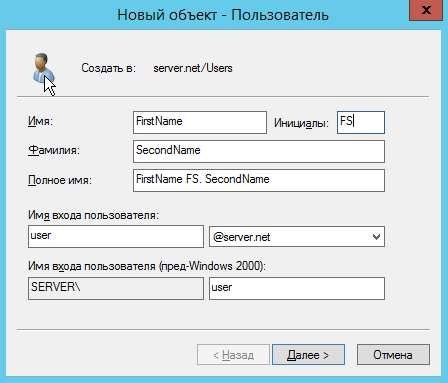 Новый объект - Пользователь
x
Создать в: server.net/Users
Имя: FirstName Инициалы: FS
Фамилия: SecondName
Полное имя: FirstName FS. SecondName
Имя входа пользователя:
user @server.net
Имя входа пользователя (пред-Windows 2000):
SERVER\ user
< Назад Далее > Отмена